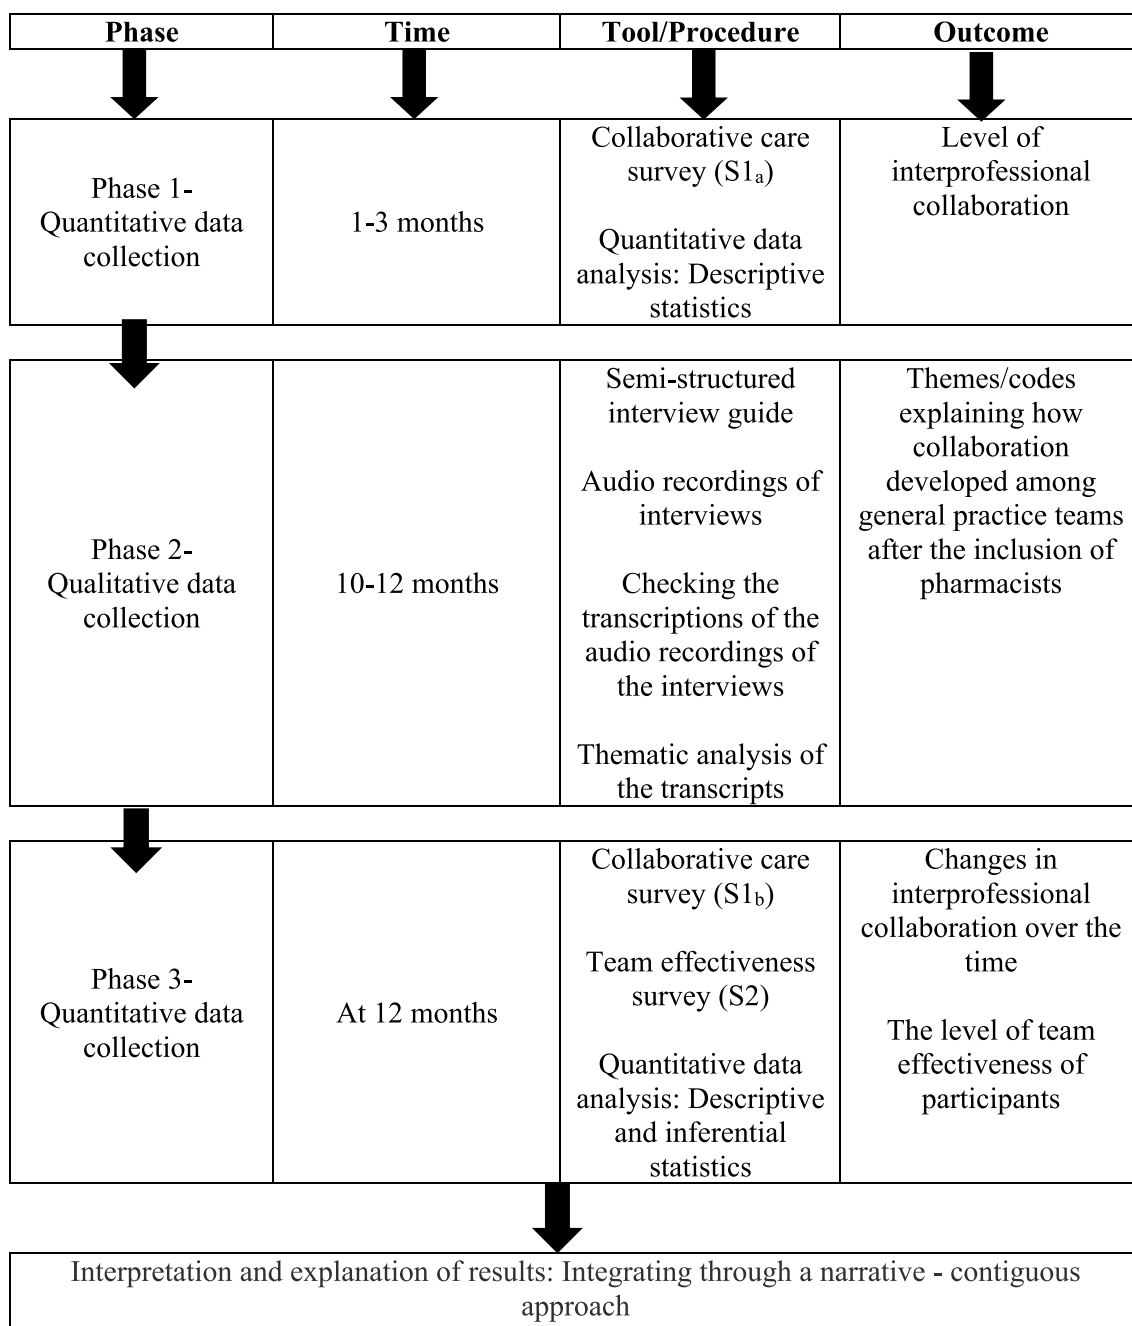 Phase
Time
Tool/Procedure
Outcome
Phase 1-
Quantitative data
collection
1-3 months
Collaborative care
survey (S1a)
Quantitative data
analysis: Descriptive
statistics
Level of
interprofessional
collaboration
Phase 2-
Qualitative data
collection
10-12 months
Semi-structured
interview guide
Audio recordings of
interviews
Checking the
transcriptions of the
audio recordings of
the interviews
Thematic analysis of
the transcripts
Themes/codes
explaining how
collaboration
developed among
general practice teams
after the inclusion of
pharmacists
Phase 3-
Quantitative data
collection
At 12 months
Collaborative care
survey (S1b)
Team effectiveness
survey (S2)
Quantitative data
analysis: Descriptive
and inferential
statistics
Changes in
interprofessional
collaboration over the
time
The level of team
effectiveness of
participants
Interpretation and explanation of results: Integrating through a narrative - contiguous
approach